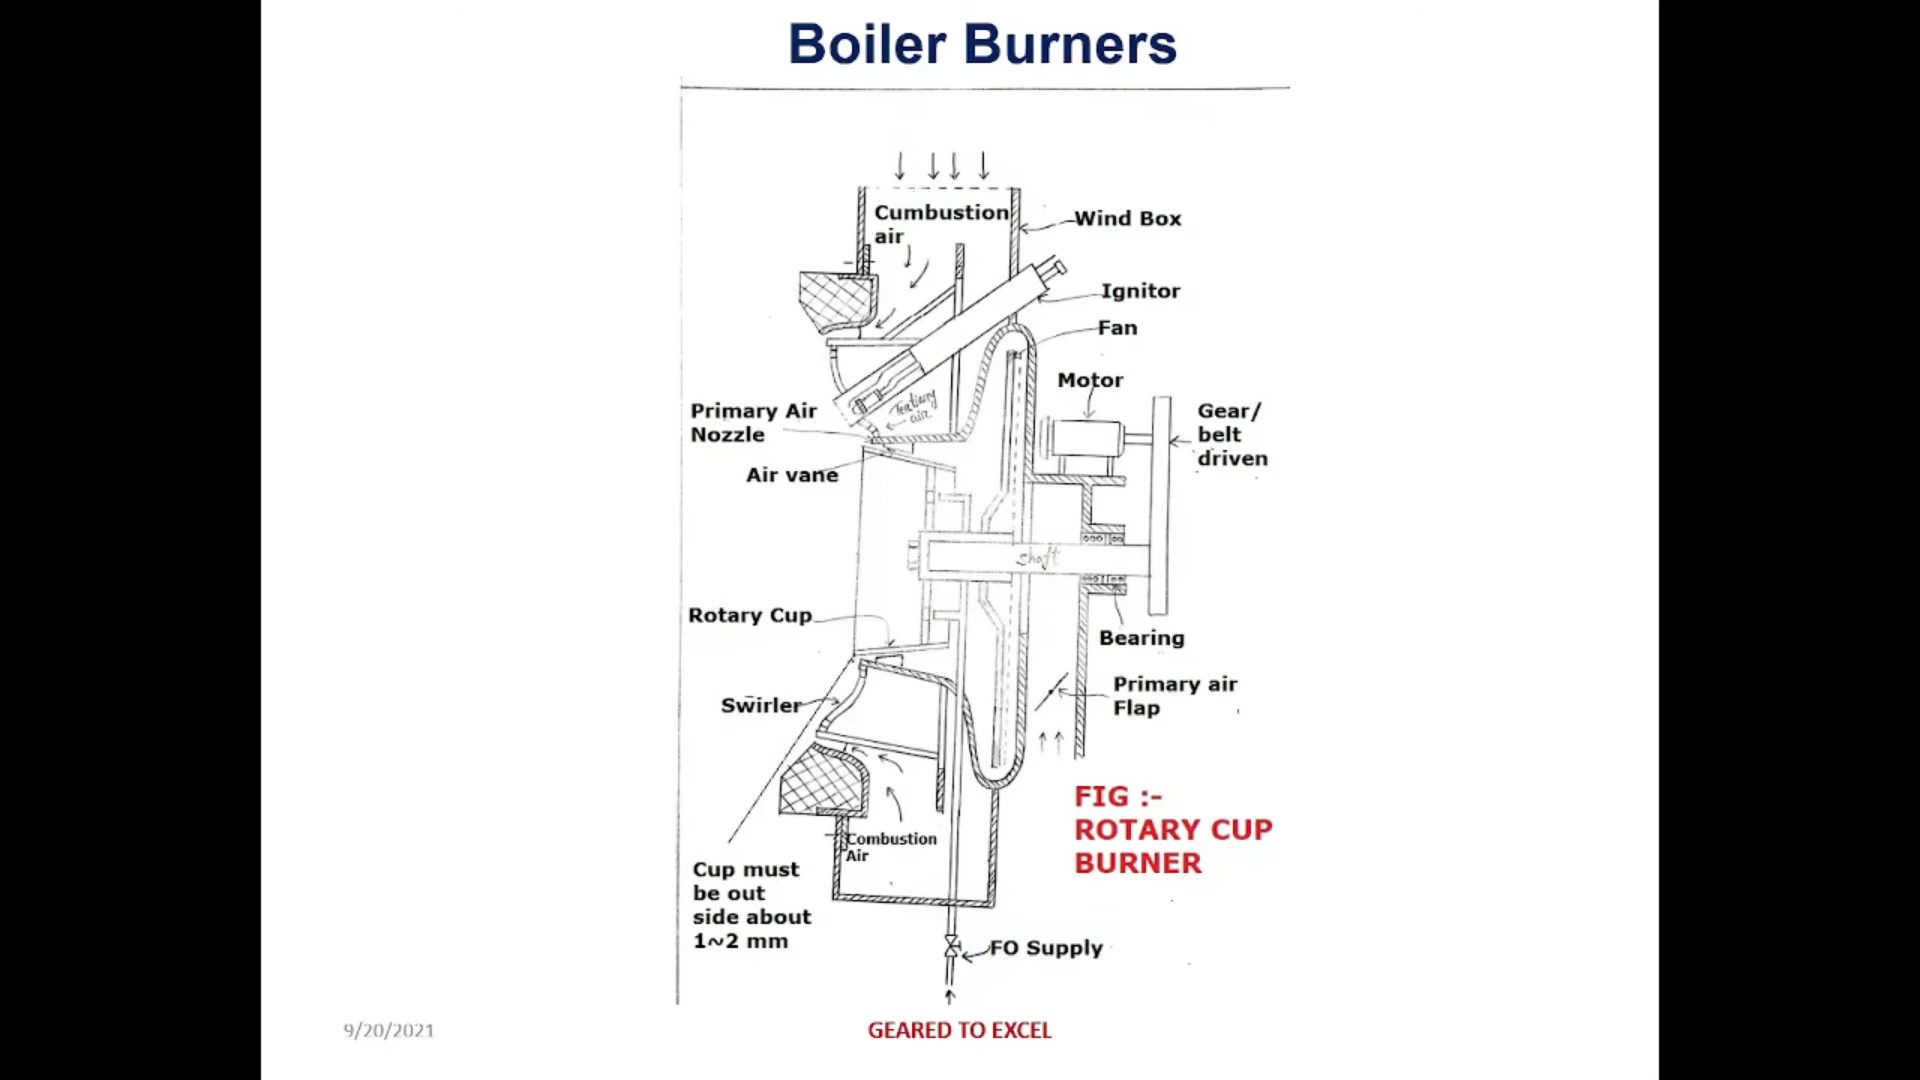 Boiler Burners
Cumbustion
air
Wind Box
Ignitor
Fan
Motor
Primary Air
Nozzle
Tertiary
air
Gear/
belt
driven
Air vane
shaft
Rotary Cup
Bearing
Primary air
Flap
Swirler
FIG :-
ROTARY CUP
BURNER
Combustion
Air
Cup must
be out
side about
1~2 mm
FO Supply
9/20/2021
GEARED TO EXCEL